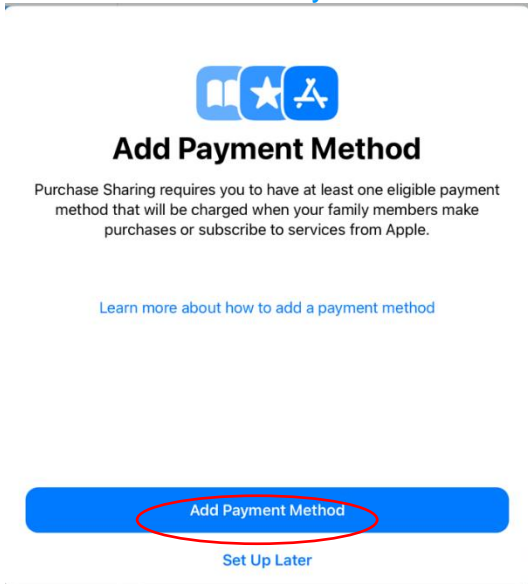 Add Payment Method
Purchase Sharing requires you to have at least one eligible payment
method that will be charged when your family members make
purchases or subscribe to services from Apple.
Learn more about how to add a payment method
Add Payment Method
Set Up Later